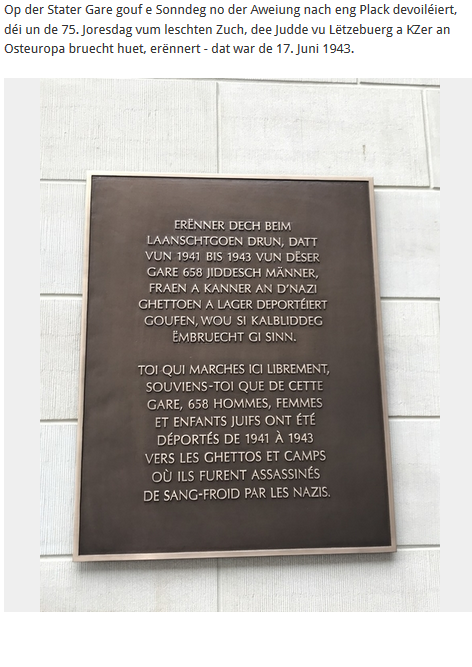 Op der Stater Gare gouf e Sonndeg no der Aweiung nach eng Plack devoiléiert,
déi un de 75. Joresdag vum leschten Zuch, dee Judde vu Lëtzebuerg a KZer an
Osteuropa bruecht huet, erënnert - dat war de 17. Juni 1943.
ERËNNER DECH BEIM
LAANSCHTGOEN DRUN, DATT
VUN 1941 BIS 1943 VUN DËSER
GARE 658 JIDDESCH MÄNNER,
FRAEN A KANNER AN D'NAZI
GHETTOEN A LAGER DEPORTÉIERT
GOUFEN, WOU SI KALBLIDDEG
ËMBRUECHT GI SINN.
TOI QUI MARCHES ICI LIBREMENT,
SOUVIENS-TOI QUE DE CETTE
GARE, 658 HOMMES, FEMMES
ET ENFANTS JUIFS ONT ÉTÉ
DÉPORTÉS DE 1941 À 1943
VERS LES GHETTOS ET CAMPS
OÙ ILS FURENT ASSASSINÉS
DE SANG-FROID PAR LES NAZIS.